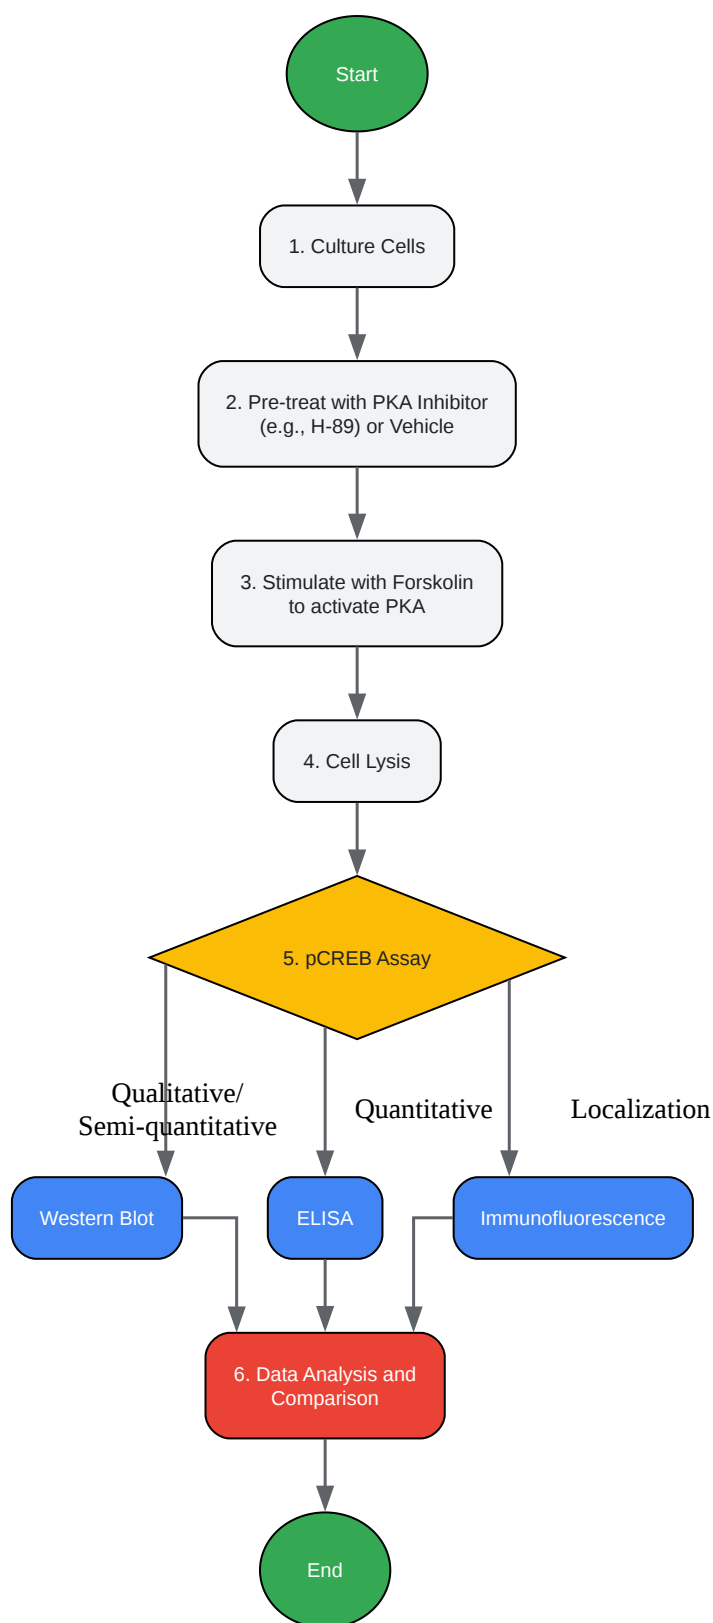 Start
1. Culture Cells
2. Pre-treat with PKA Inhibitor
(e.g., H-89) or Vehicle
3. Stimulate with Forskolin
to activate PKA
4. Cell Lysis
5. pCREB Assay
Qualitative/
Semi-quantitative
Quantitative
Localization
Western Blot
ELISA
Immunofluorescence
6. Data Analysis and
Comparison
End